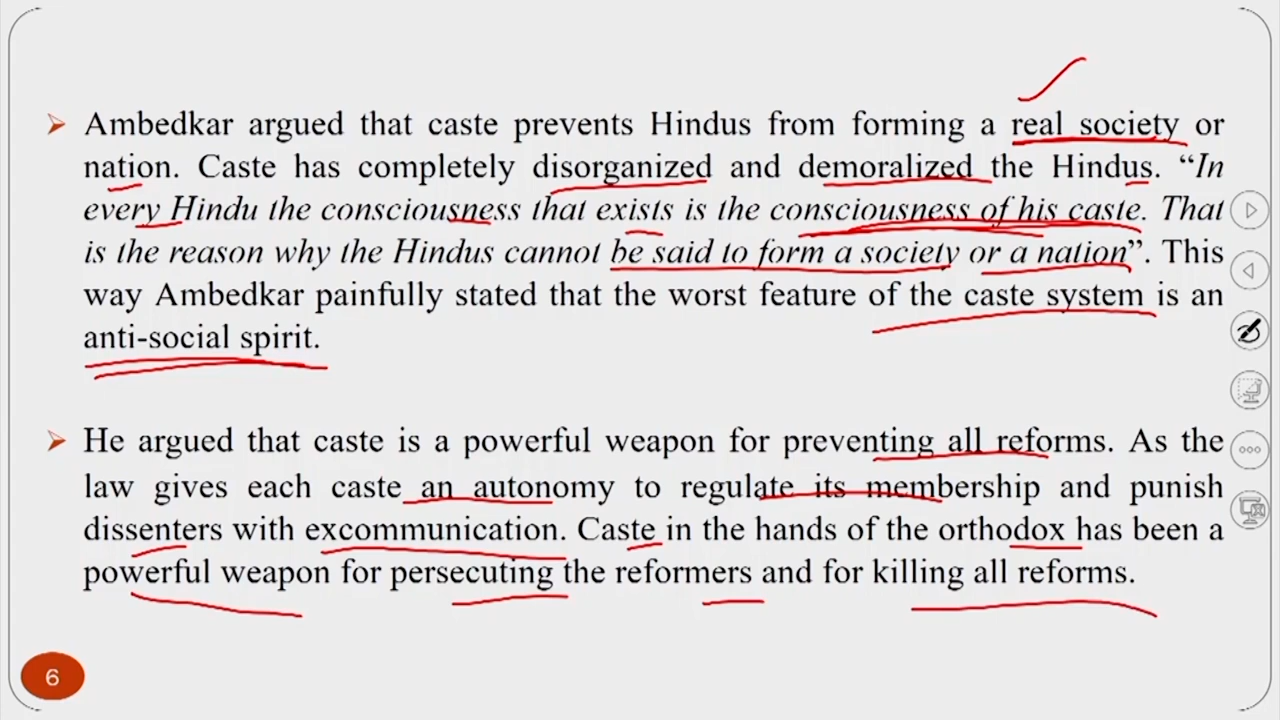 Ambedkar argued that caste prevents Hindus from forming a real society or
nation. Caste has completely disorganized and demoralized the Hindus. “In
every Hindu the consciousness that exists is the consciousness of his caste. That
is the reason why the Hindus cannot be said to form a society or a nation”. This
way Ambedkar painfully stated that the worst feature of the caste system is an
anti-social spirit.
He argued that caste is a powerful weapon for preventing all reforms. As the
law gives each caste an autonomy to regulate its membership and punish
dissenters with excommunication. Caste in the hands of the orthodox has been a
powerful weapon for persecuting the reformers and for killing all reforms.
6